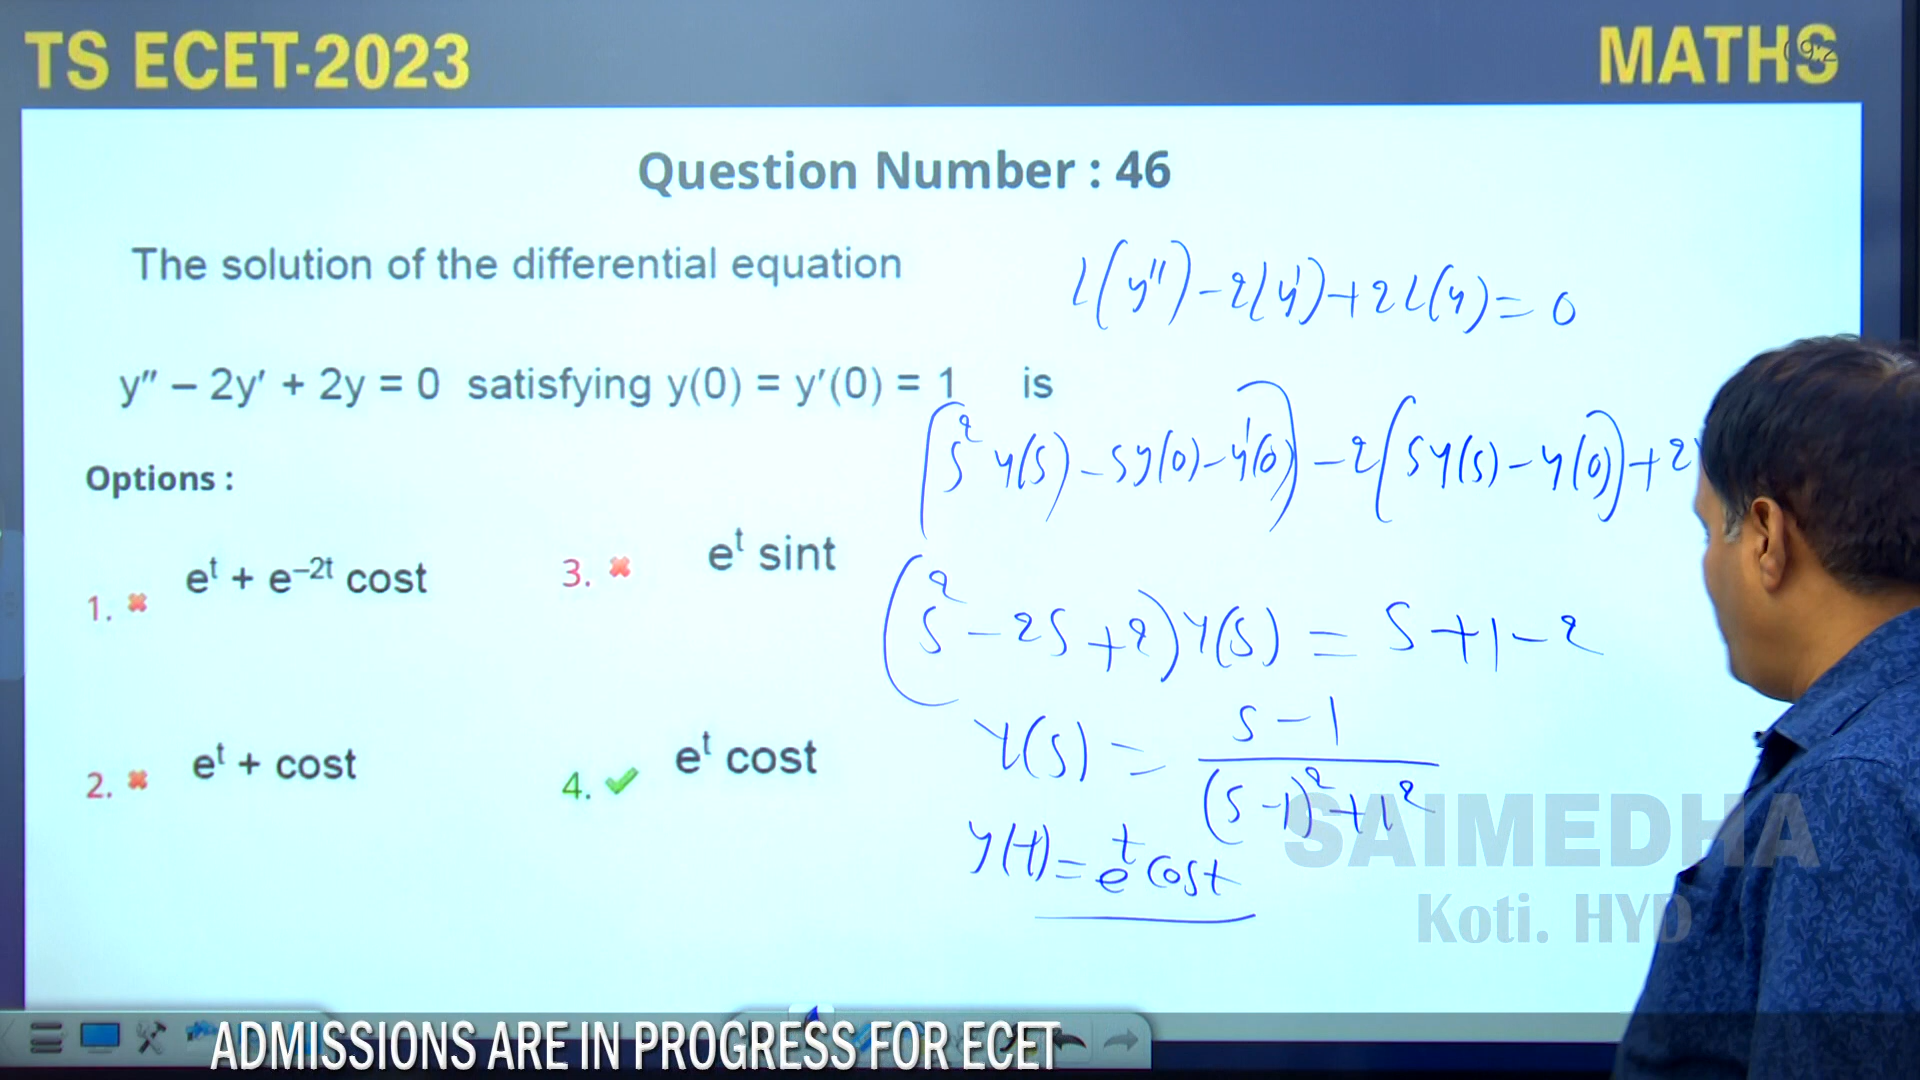 TS ECET-2023
MATHS
Question Number : 46
The solution of the differential equation
y″ – 2y′ + 2y = 0 satisfying y(0) = y′(0) = 1 is
Options :
1. ✖ eᵗ + e⁻²ᵗ cost
2. ✖ eᵗ + cost
3. ✖ eᵗ sint
4. ✔ eᵗ cost
L(y″) – 2(y′) + 2L(y) = 0
[s² y(s) – sy(0) – y′(0)] – 2[sy(s) – y(0)] + 2
(s² – 2s + 2) y(s) = s + 1 – 2
y(s) = s – 1 / (s – 1)² + 1²
y(t) = eᵗ cost
SAIMEDHA
Koti. HYD
ADMISSIONS ARE IN PROGRESS FOR ECET